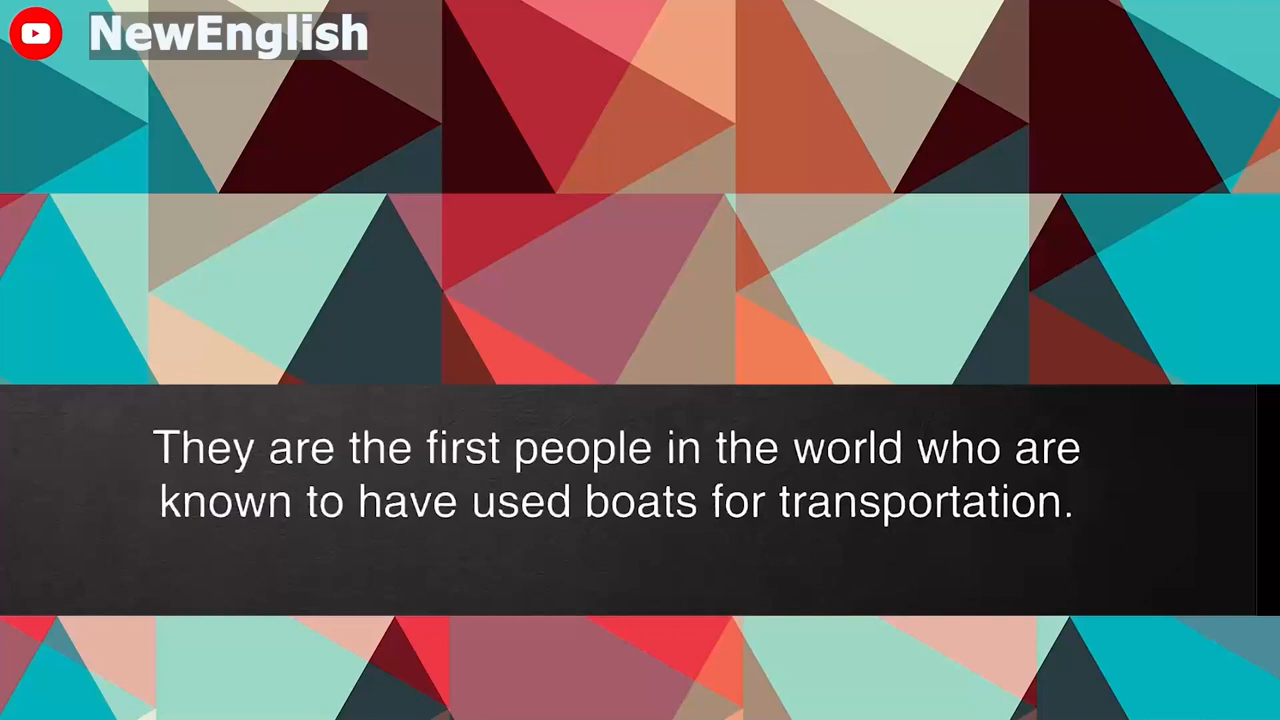 NewEnglish
They are the first people in the world who are
known to have used boats for transportation.